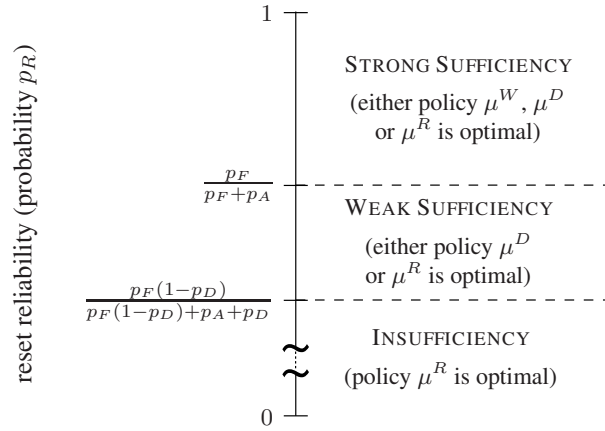 1
STRONG SUFFICIENCY
(either policy μ^W, μ^D
or μ^R is optimal)
p_F
p_F+p_A
WEAK SUFFICIENCY
(either policy μ^D
or μ^R is optimal)
p_F(1−p_D)
p_F(1−p_D)+p_A+p_D
INSUFFICIENCY
(policy μ^R is optimal)
0
reset reliability (probability p_R)